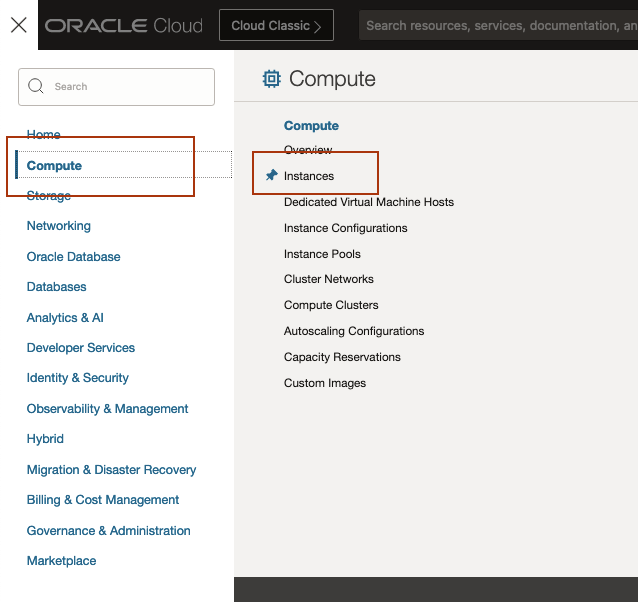 ORACLE Cloud
Cloud Classic
Search resources, services, documentation, an
Search
Home
Compute
Storage
Networking
Oracle Database
Databases
Analytics & AI
Developer Services
Identity & Security
Observability & Management
Hybrid
Migration & Disaster Recovery
Billing & Cost Management
Governance & Administration
Marketplace
Compute
Compute
Overview
Instances
Dedicated Virtual Machine Hosts
Instance Configurations
Instance Pools
Cluster Networks
Compute Clusters
Autoscaling Configurations
Capacity Reservations
Custom Images